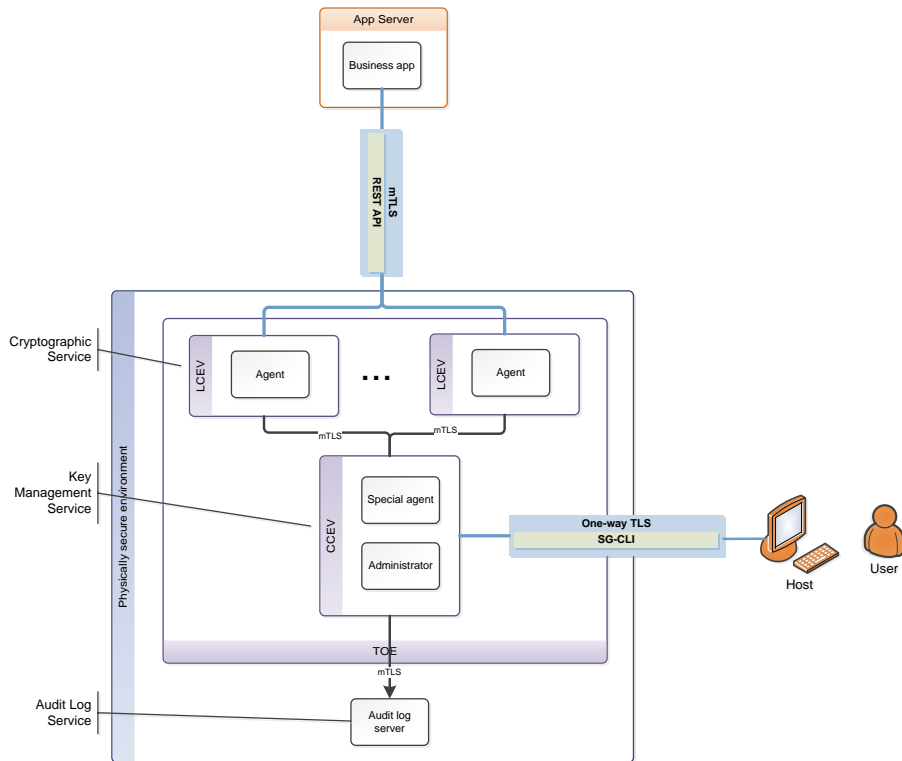 App Server
Business app
mTLS
REST API
Physically secure environment
Cryptographic
Service
LCEV
Agent
...
LCEV
Agent
mTLS
mTLS
Key
Management
Service
CCEV
Special agent
Administrator
One-way TLS
SG-CLI
Host
User
TOE
mTLS
Audit Log
Service
Audit log
server